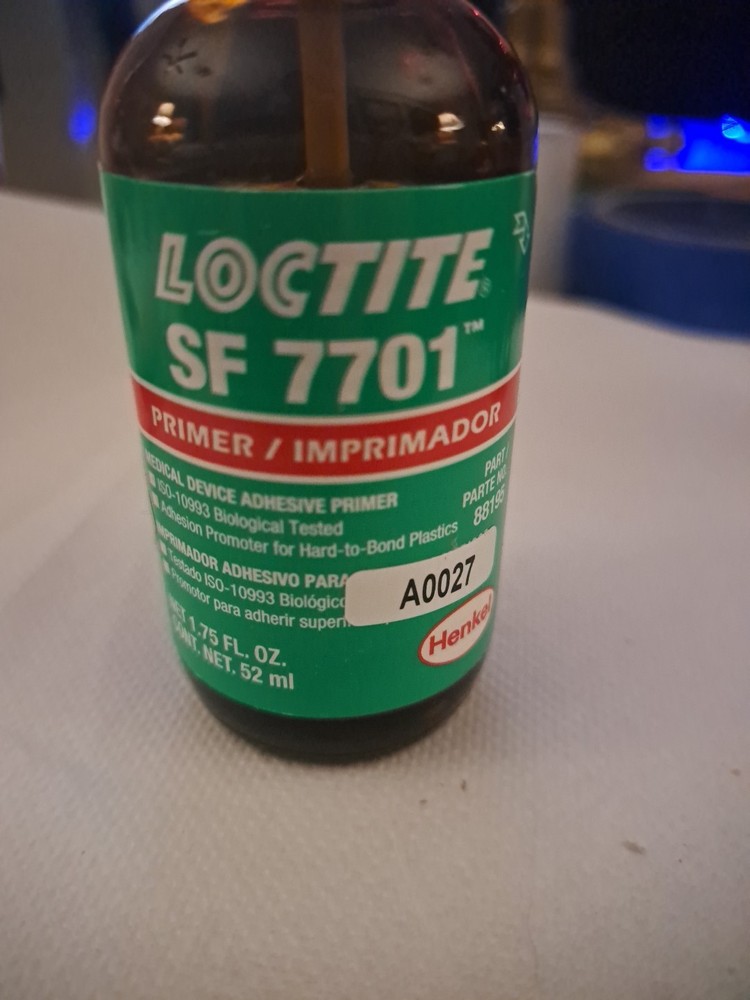 LOCTITE®
SF 7701™
PRIMER / IMPRIMADOR
MEDICAL DEVICE ADHESIVE PRIMER
■ ISO-10993 Biological Tested
■ Adhesion Promoter for Hard-to-Bond Plastics
PART /
PARTE NO.
IMPRIMADOR ADHESIVO PARA
■ Testado ISO-10993 Biológico
■ Promotor para adherir
A0027
NET 1.75 FL. OZ.
CONT. NET. 52 ml
Henkel